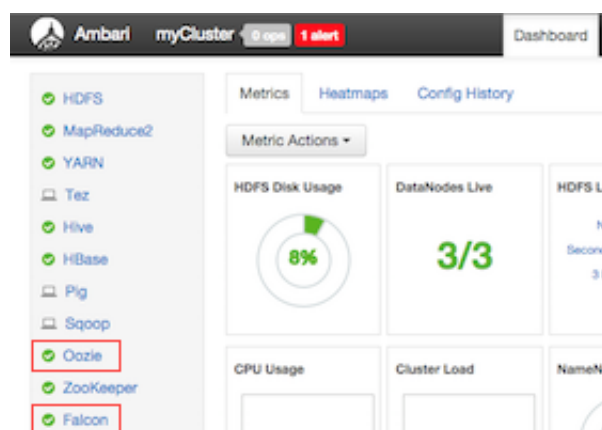 Ambari myCluster 0 ops 1 alert Dashboard
HDFS
MapReduce2
YARN
Tez
Hive
HBase
Pig
Sqoop
Oozie
ZooKeeper
Falcon
Metrics Heatmaps Config History
Metric Actions
HDFS Disk Usage DataNodes Live HDFS L
8% 3/3
N
Second
3
CPU Usage Cluster Load NameN